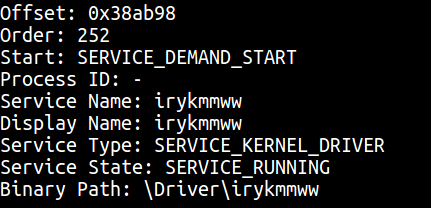 Offset: 0x38ab98
Order: 252
Start: SERVICE_DEMAND_START
Process ID: -
Service Name: irykmmww
Display Name: irykmmww
Service Type: SERVICE_KERNEL_DRIVER
Service State: SERVICE_RUNNING
Binary Path: \Driver\irykmmww